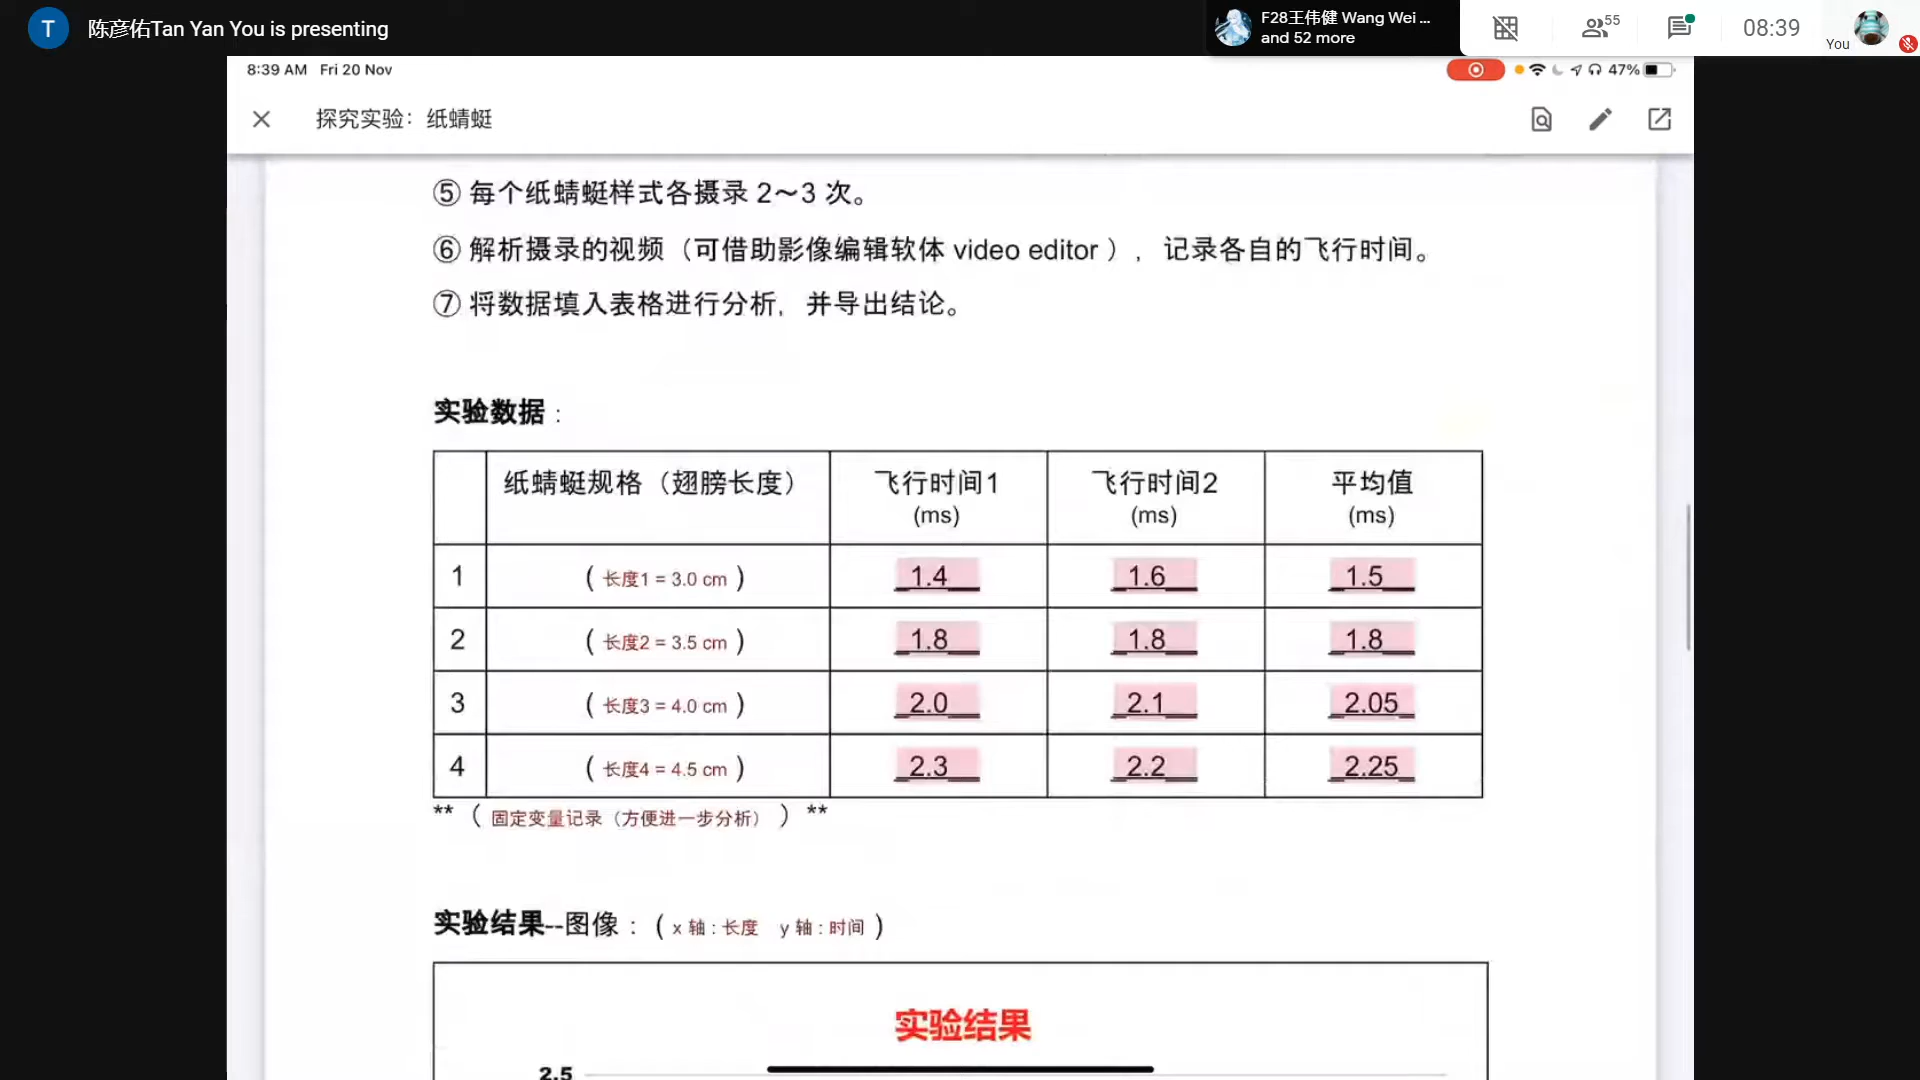 T 陈彦佑Tan Yan You is presenting
F28王伟健 Wang Wei ...
and 52 more
55
08:39
You
8:39 AM Fri 20 Nov
47%
探究实验：纸蜻蜓
⑤ 每个纸蜻蜓样式各摄录 2～3 次。
⑥ 解析摄录的视频（可借助影像编辑软体 video editor ），记录各自的飞行时间。
⑦ 将数据填入表格进行分析，并导出结论。
实验数据 :
纸蜻蜓规格（翅膀长度） 飞行时间1 飞行时间2 平均值
(ms) (ms) (ms)
1 ( 长度1 = 3.0 cm ) 1.4 1.6 1.5
2 ( 长度2 = 3.5 cm ) 1.8 1.8 1.8
3 ( 长度3 = 4.0 cm ) 2.0 2.1 2.05
4 ( 长度4 = 4.5 cm ) 2.3 2.2 2.25
** ( 固定变量记录（方便进一步分析） ) **
实验结果--图像 : ( x 轴 : 长度 y 轴 : 时间 )
实验结果
2.5